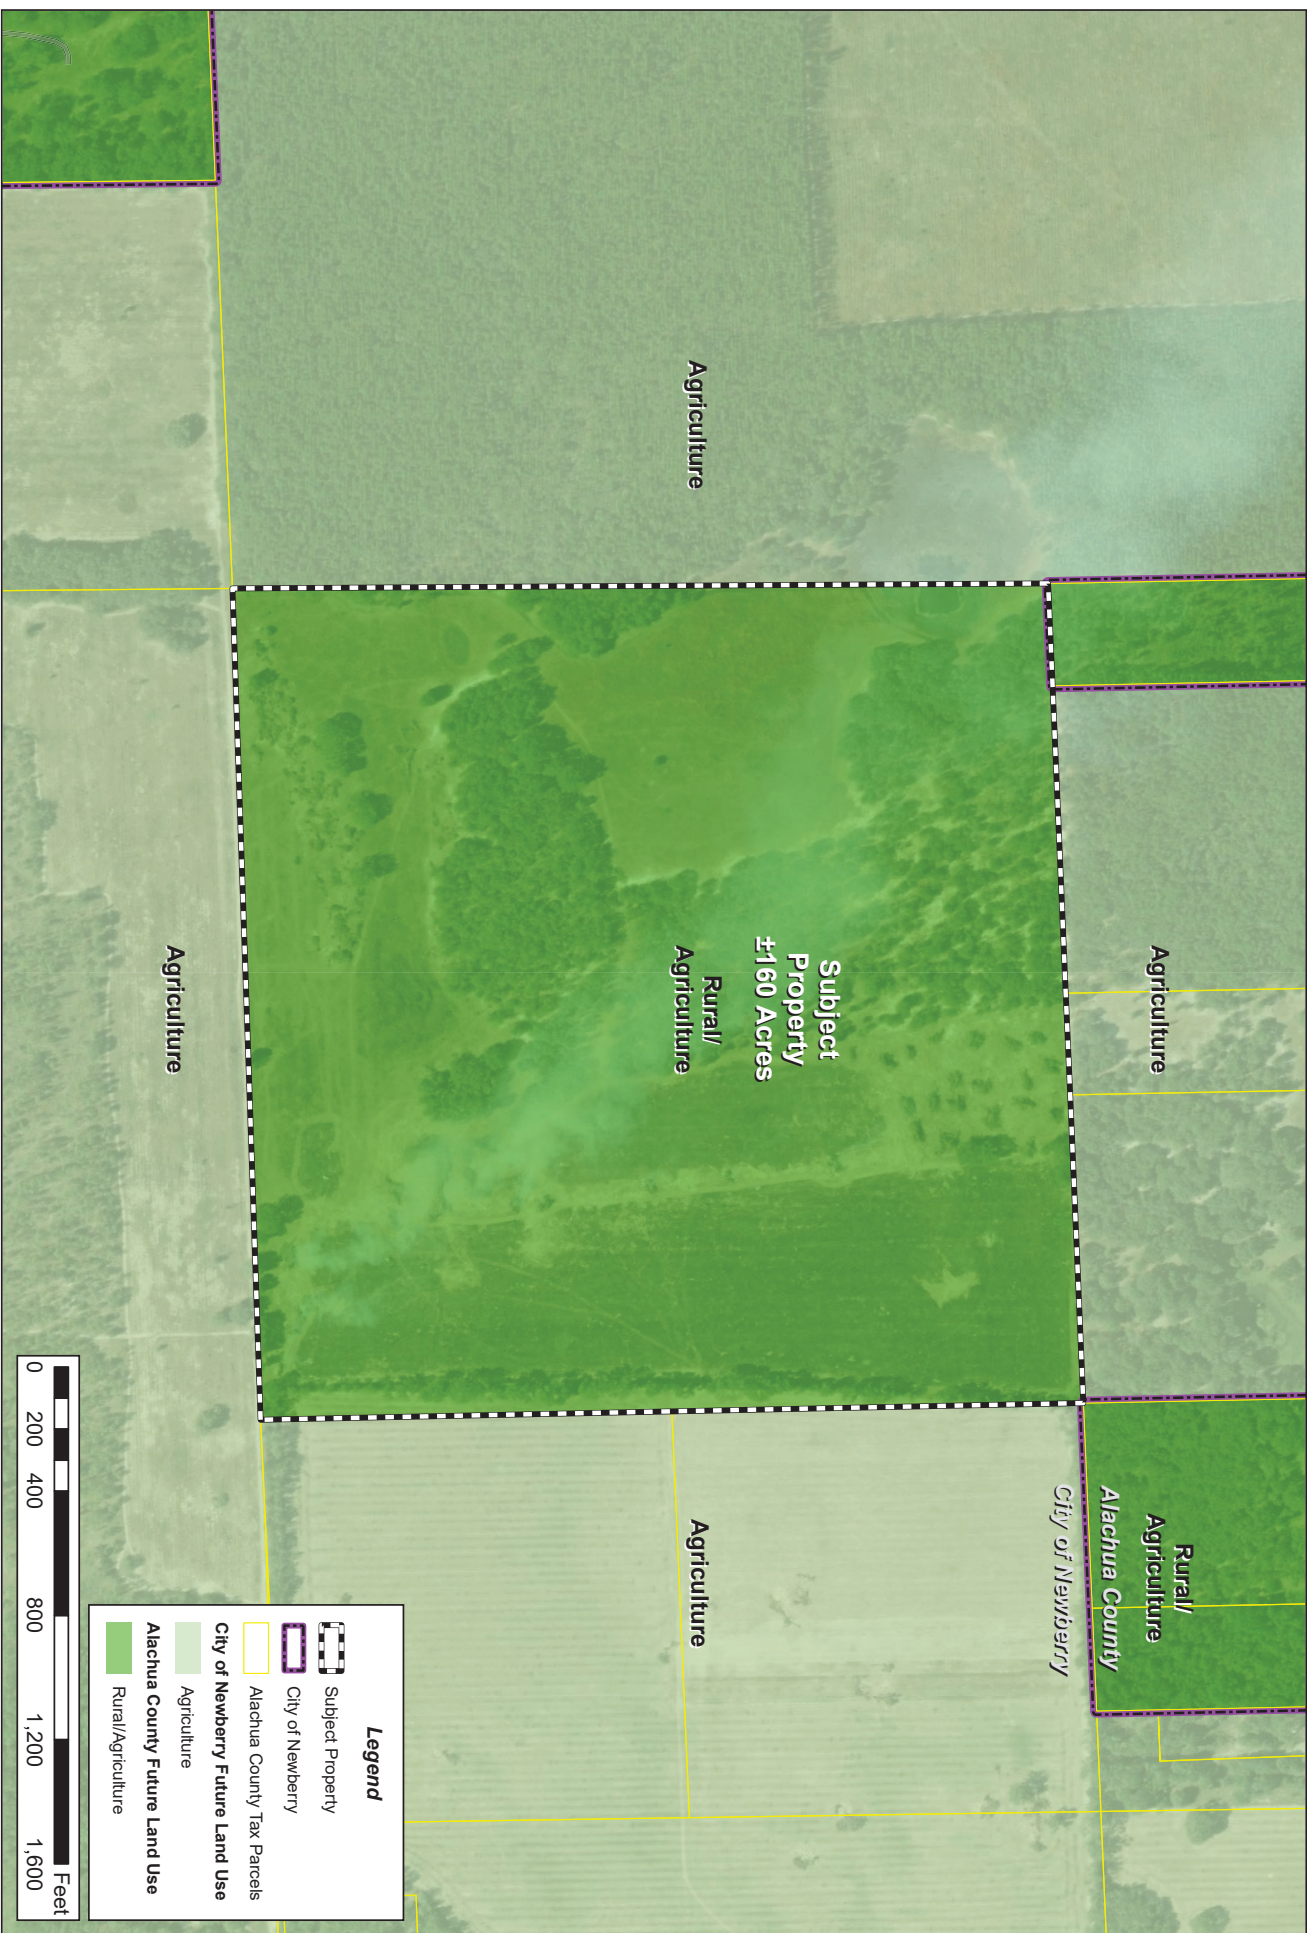 Agriculture
Agriculture
Subject
Property
±160 Acres
Rural/
Agriculture
Agriculture
Rural/
Agriculture
Alachua County
City of Newberry
Agriculture
Legend
Subject Property
City of Newberry
Alachua County Tax Parcels
City of Newberry Future Land Use
Agriculture
Alachua County Future Land Use
Rural/Agriculture
Feet
0 200 400 800 1,200 1,600